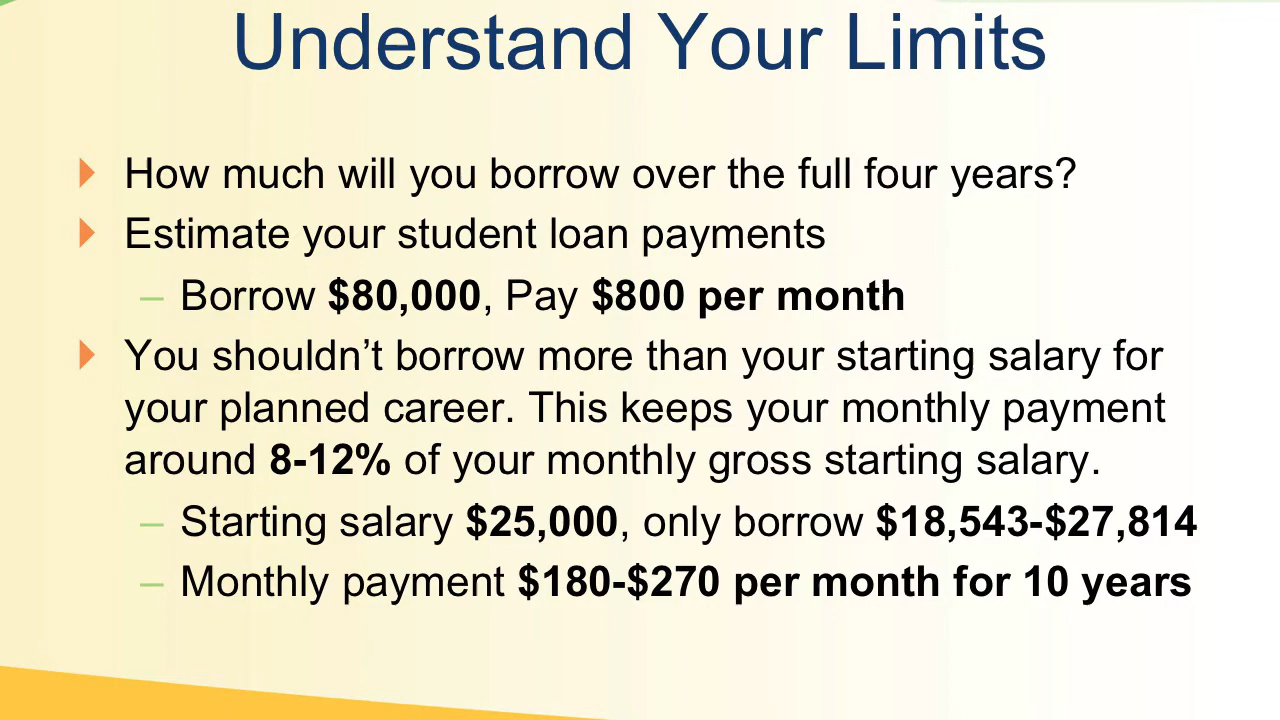 Understand Your Limits
How much will you borrow over the full four years?
Estimate your student loan payments
– Borrow $80,000, Pay $800 per month
You shouldn’t borrow more than your starting salary for
your planned career. This keeps your monthly payment
around 8-12% of your monthly gross starting salary.
– Starting salary $25,000, only borrow $18,543-$27,814
– Monthly payment $180-$270 per month for 10 years